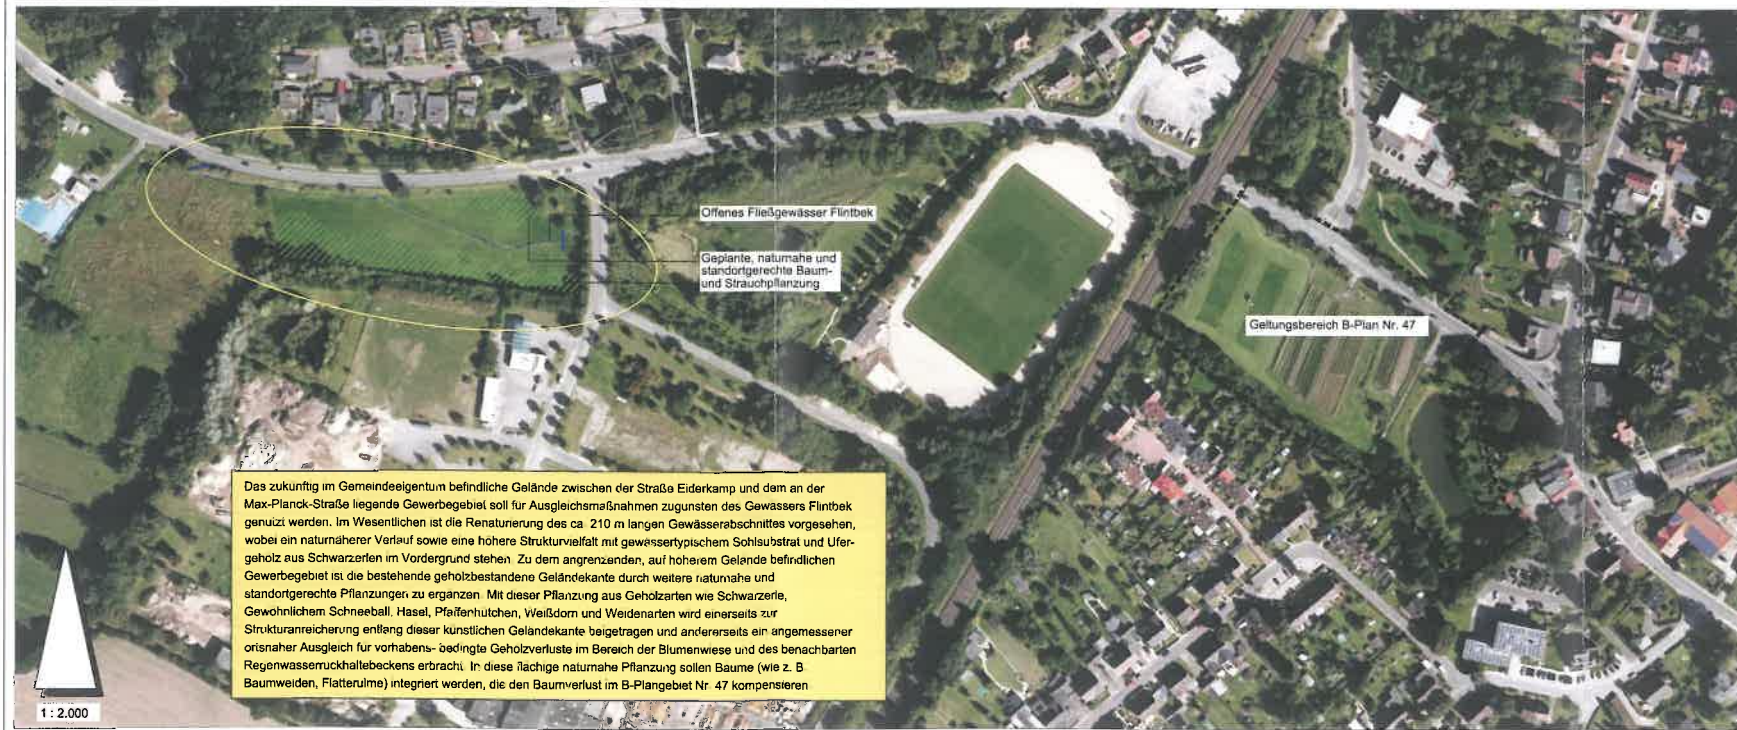 Offenes Fließgewässer Flintbek
Geplante, naturnahe und
standortgerechte Baum-
und Strauchpflanzung
Geltungsbereich B-Plan Nr. 47
Das zukünftig im Gemeindeeigentum befindliche Gelände zwischen der Straße Eiderkamp und dem an der
Max-Planck-Straße liegende Gewerbegebiet soll für Ausgleichsmaßnahmen zugunsten des Gewässers Flintbek
genutzt werden. Im Wesentlichen ist die Renaturierung des ca. 210 m langen Gewässerabschnittes vorgesehen,
wobei ein naturnäherer Verlauf sowie eine höhere Strukturvielfalt mit gewässertypischem Sohlsubstrat und Ufer-
geholz aus Schwarzerlen im Vordergrund stehen. Zu dem angrenzenden, auf höherem Gelände befindlichen
Gewerbegebiet ist die bestehende geholzbestandene Geländekante durch weitere naturnahe und
standortgerechte Pflanzungen zu ergänzen. Mit dieser Pflanzung aus Geholzarten wie Schwarzerle,
Gewöhnlichem Schneeball, Hasel, Pfaffenhütchen, Weißdorn und Weidenarten wird einerseits zur
Strukturanreicherung entlang dieser künstlichen Geländekante beigetragen und andererseits ein angemessener
ortsnaher Ausgleich für vorhabens- bedingte Geholzverluste im Bereich der Blumenwiese und des benachbarten
Regenwasserruckhaltebeckens erbracht. In diese flächige naturnahe Pflanzung sollen Bäume (wie z. B.
Baumweiden, Flatterulme) integriert werden, die den Baumverlust im B-Plangebiet Nr. 47 kompensieren
1 : 2.000